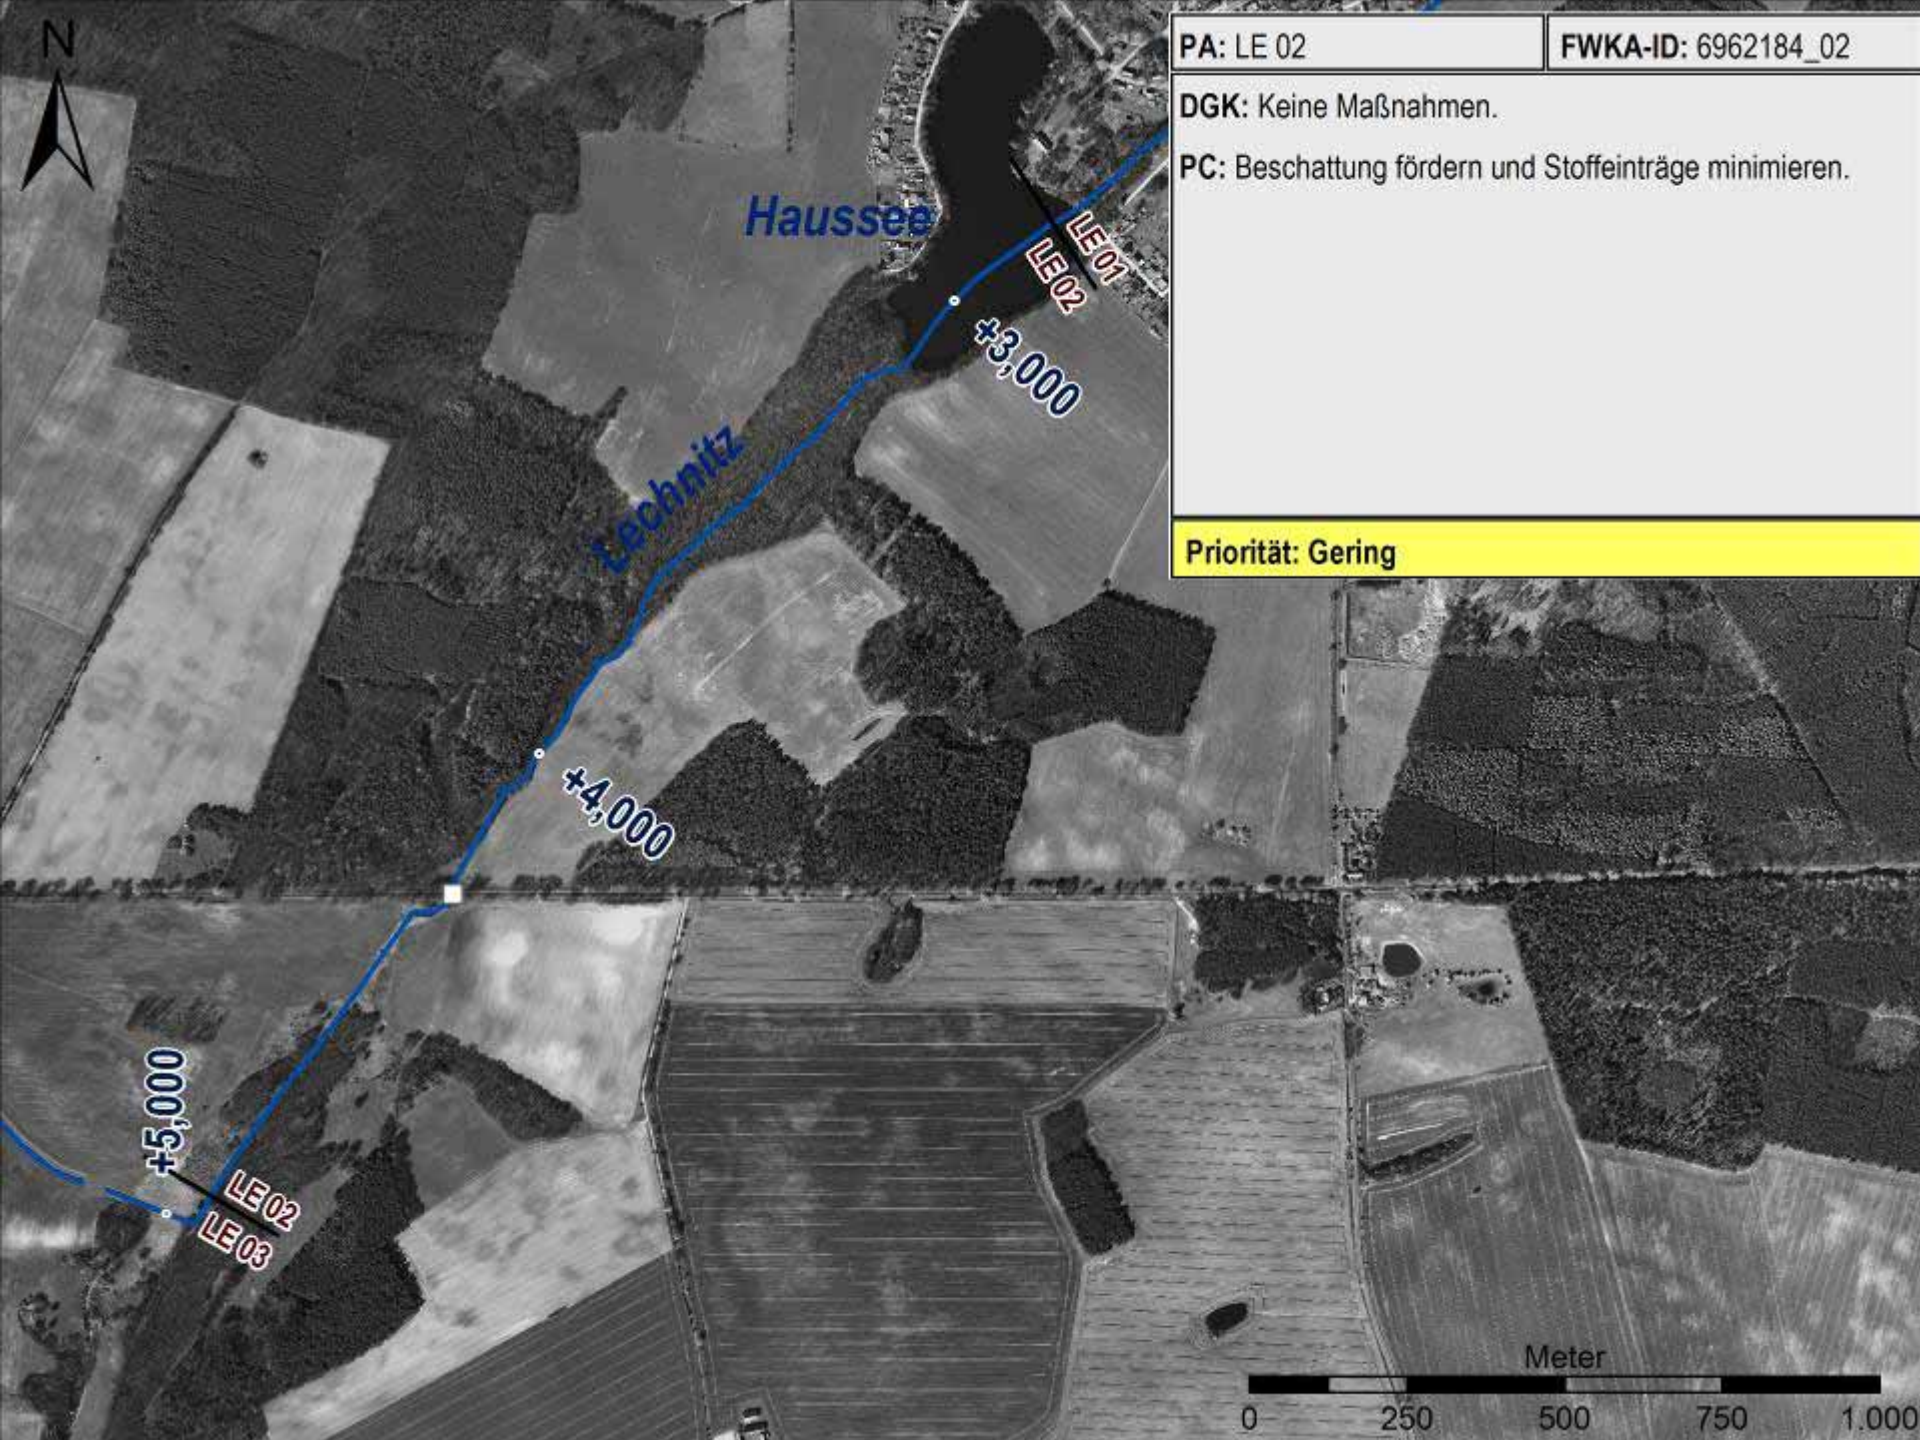 N
PA: LE 02
FWKA-ID: 6962184_02
DGK: Keine Maßnahmen.
PC: Beschattung fördern und Stoffeinträge minimieren.
Priorität: Gering
Haussee
LE 01
LE 02
+3,000
Lechnitz
+4,000
+5,000
LE 02
LE 03
Meter
0 250 500 750 1.000